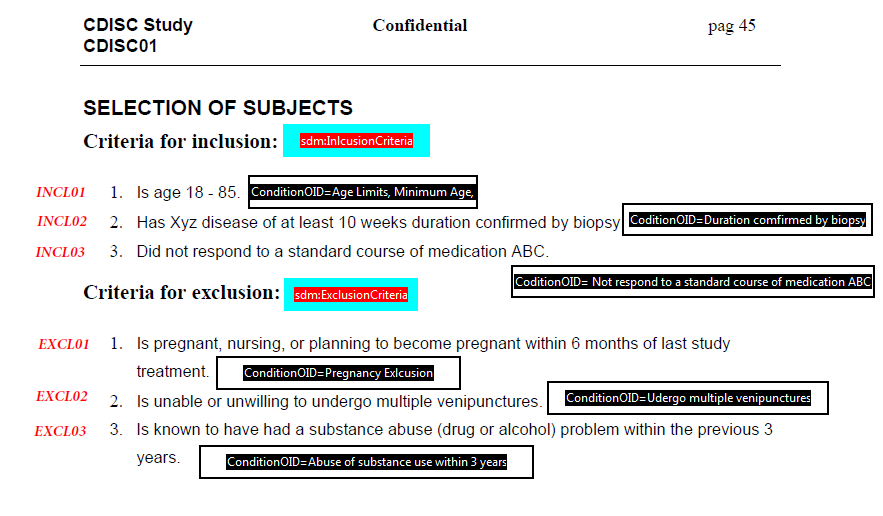 CDISC Study Confidential pag 45
CDISC01
SELECTION OF SUBJECTS
Criteria for inclusion: sdm:InlcusionCriteria
INCL01 1. Is age 18 - 85. ConditionOID=Age Limits, Minimum Age,
INCL02 2. Has Xyz disease of at least 10 weeks duration confirmed by biopsy CoditionOID=Duration comfirmed by biopsy
INCL03 3. Did not respond to a standard course of medication ABC.
CoditionOID= Not respond to a standard course of medication ABC
Criteria for exclusion: sdm:ExclusionCriteria
EXCL01 1. Is pregnant, nursing, or planning to become pregnant within 6 months of last study
treatment. ConditionOID=Pregnancy Exlcusion
EXCL02 2. Is unable or unwilling to undergo multiple venipunctures. ConditionOID=Udergo multiple venipunctures
EXCL03 3. Is known to have had a substance abuse (drug or alcohol) problem within the previous 3
years. ConditionOID=Abuse of substance use within 3 years